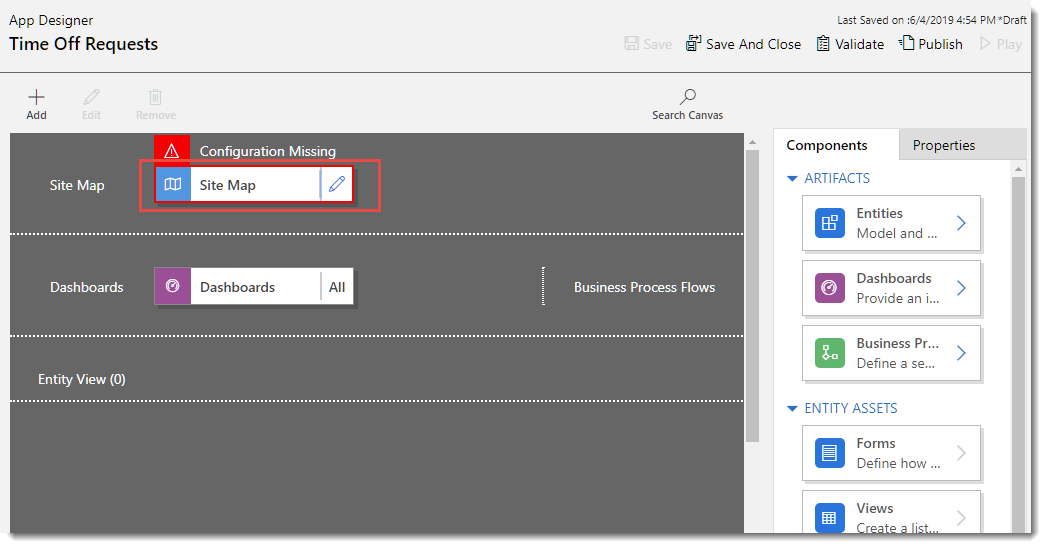 App Designer
Last Saved on :6/4/2019 4:54 PM *Draft
Time Off Requests
Save
Save And Close
Validate
Publish
Play
Add
Edit
Remove
Search Canvas
Configuration Missing
Site Map
Site Map
Dashboards
Dashboards
All
Business Process Flows
Entity View (0)
Components
Properties
ARTIFACTS
Entities
Model and ...
Dashboards
Provide an i...
Business Pr...
Define a se...
ENTITY ASSETS
Forms
Define how ...
Views
Create a list...